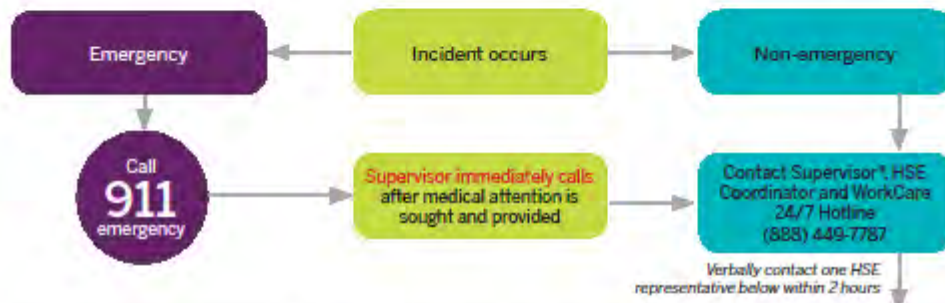 Emergency
Incident occurs
Non-emergency
Call
911
emergency
Supervisor immediately calls
after medical attention is
sought and provided
Contact Supervisor*, HSE
Coordinator and WorkCare
24/7 Hotline
(888) 449-7787
Verbally contact one HSE
representative below within 2 hours